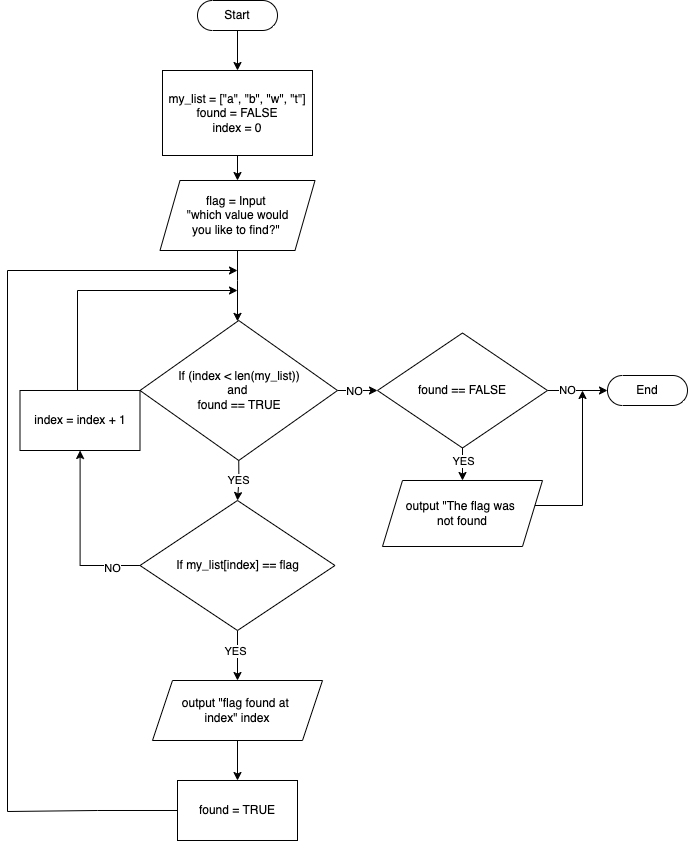 Start
my_list = ["a", "b", "w", "t"]
found = FALSE
index = 0
flag = Input
"which value would
you like to find?"
If (index < len(my_list))
and
found == TRUE
NO
found == FALSE
NO
End
index = index + 1
YES
YES
output "The flag was
not found
If my_list[index] == flag
NO
YES
output "flag found at
index" index
found = TRUE